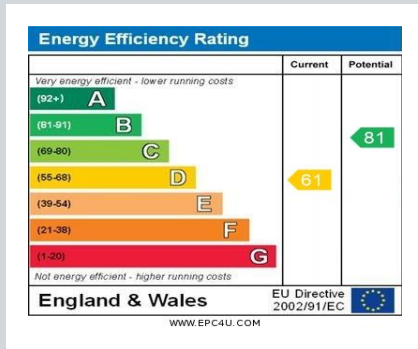 Energy Efficiency Rating
Current Potential
Very energy efficient - lower running costs
(92+) A
(81-91) B
(69-80) C
(55-68) D
(39-54) E
(21-38) F
(1-20) G
61
81
Not energy efficient - higher running costs
England & Wales
EU Directive
2002/91/EC
WWW.EPC4U.COM